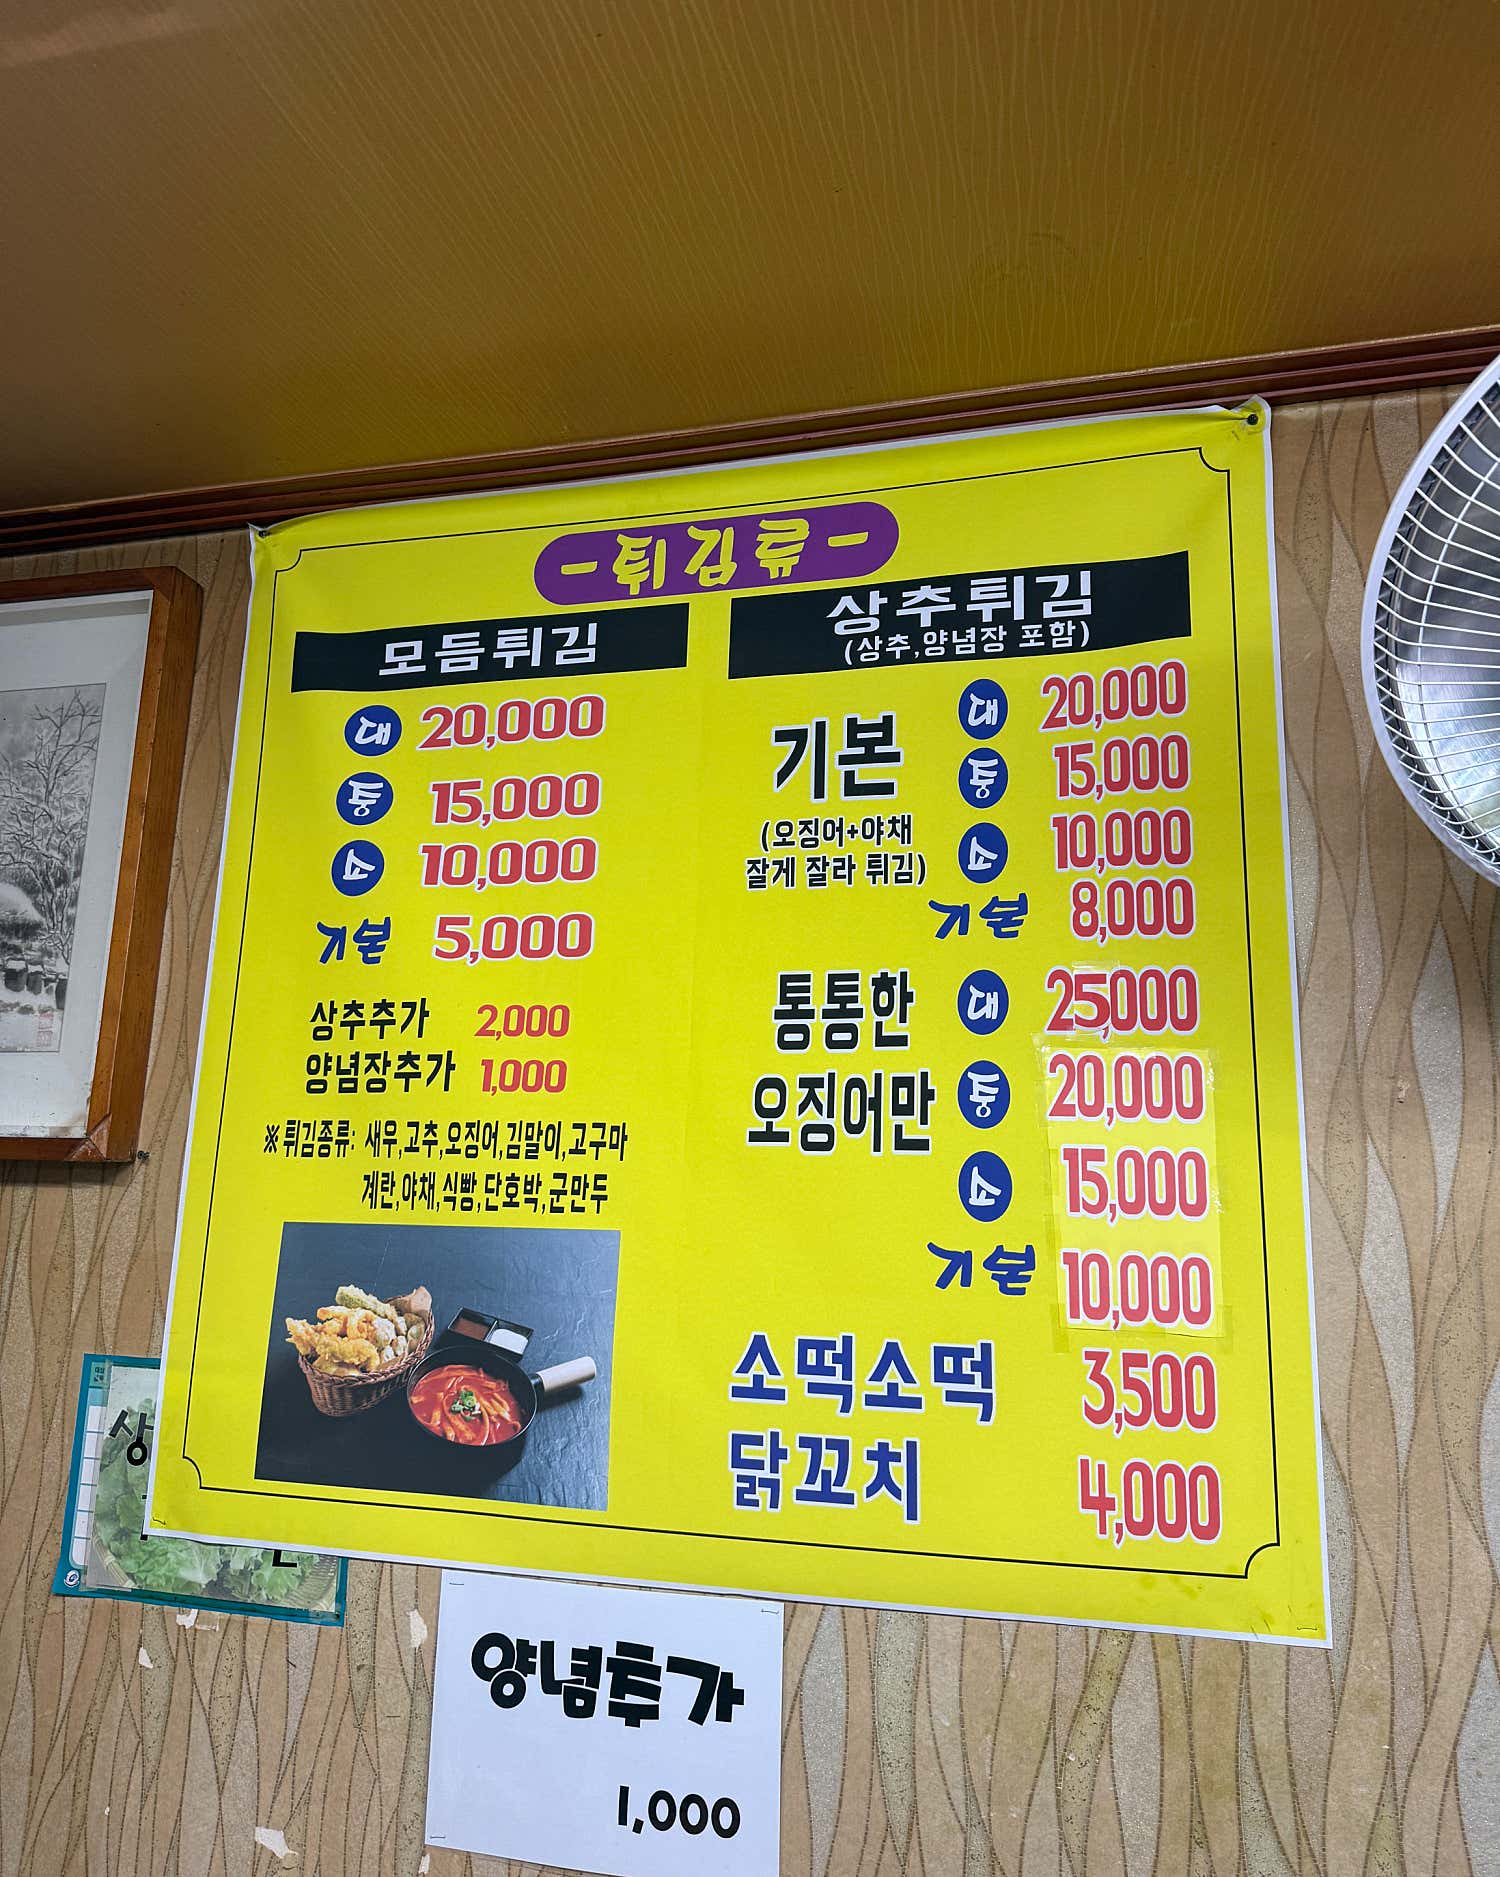 -튀김류-
모듬튀김
대 20,000
중 15,000
소 10,000
기본 5,000
상추추가 2,000
양념장추가 1,000
※튀김종류: 새우,고추,오징어,김말이,고구마
계란,야채,식빵,단호박,군만두
상추튀김
(상추,양념장 포함)
기본
(오징어+야채
잘게 잘라 튀김)
대 20,000
중 15,000
소 10,000
기본 8,000
통통한
오징어만
대 25,000
중 20,000
소 15,000
기본 10,000
소떡소떡 3,500
닭꼬치 4,000
상
양념추가
1,000